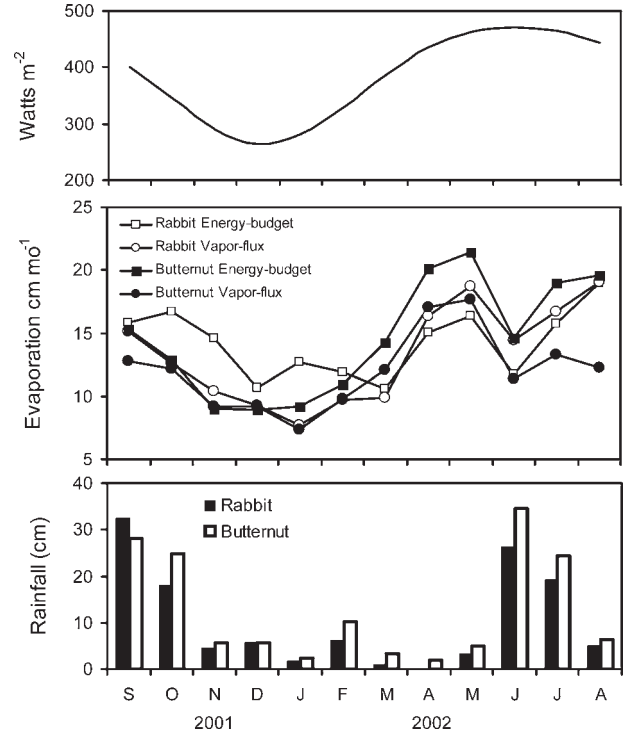 500
400
300
200
Watts m-2
Rabbit Energy-budget
Rabbit Vapor-flux
Butternut Energy-budget
Butternut Vapor-flux
25
20
15
10
5
Evaporation cm mo-1
Rabbit
Butternut
40
30
20
10
0
Rainfall (cm)
S O N D J F M A M J J A
2001 2002